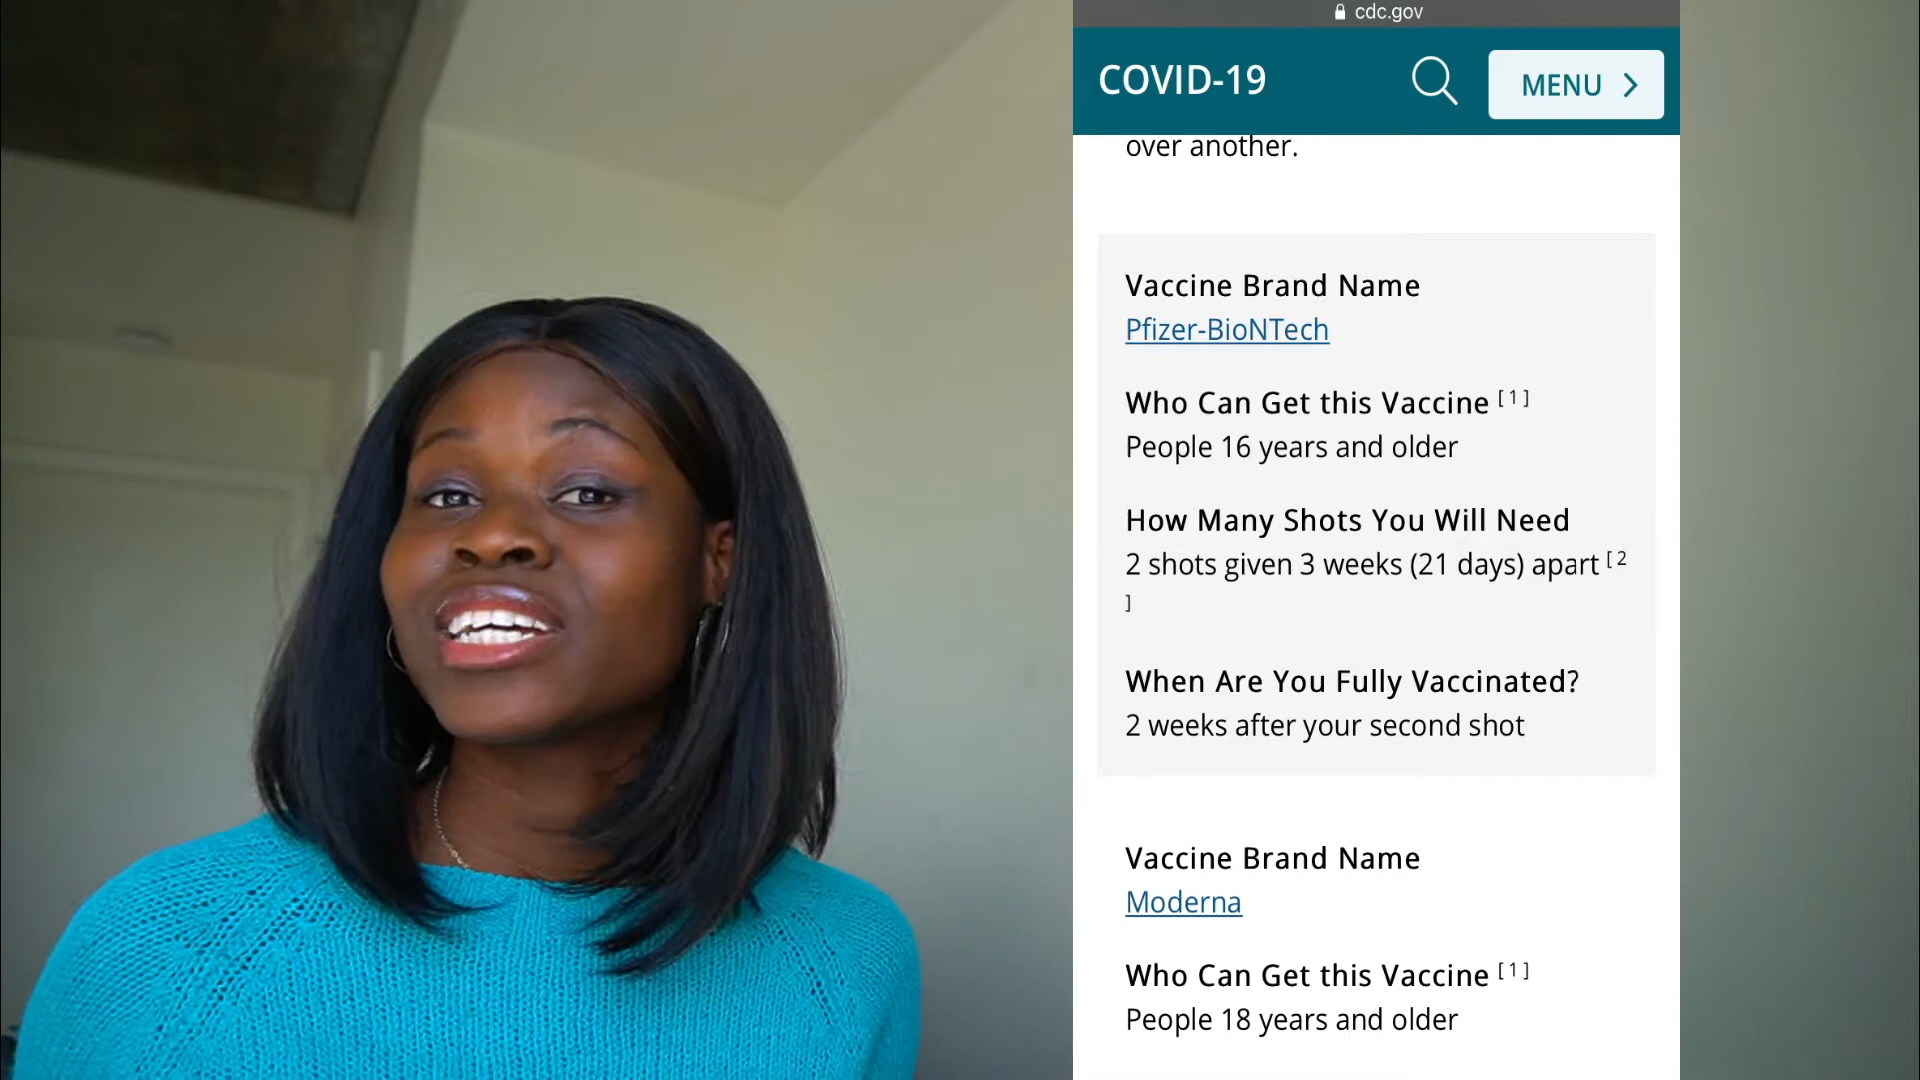 cdc.gov
COVID-19
MENU
over another.
Vaccine Brand Name
Pfizer-BioNTech
Who Can Get this Vaccine [1]
People 16 years and older
How Many Shots You Will Need
2 shots given 3 weeks (21 days) apart [2
]
When Are You Fully Vaccinated?
2 weeks after your second shot
Vaccine Brand Name
Moderna
Who Can Get this Vaccine [1]
People 18 years and older